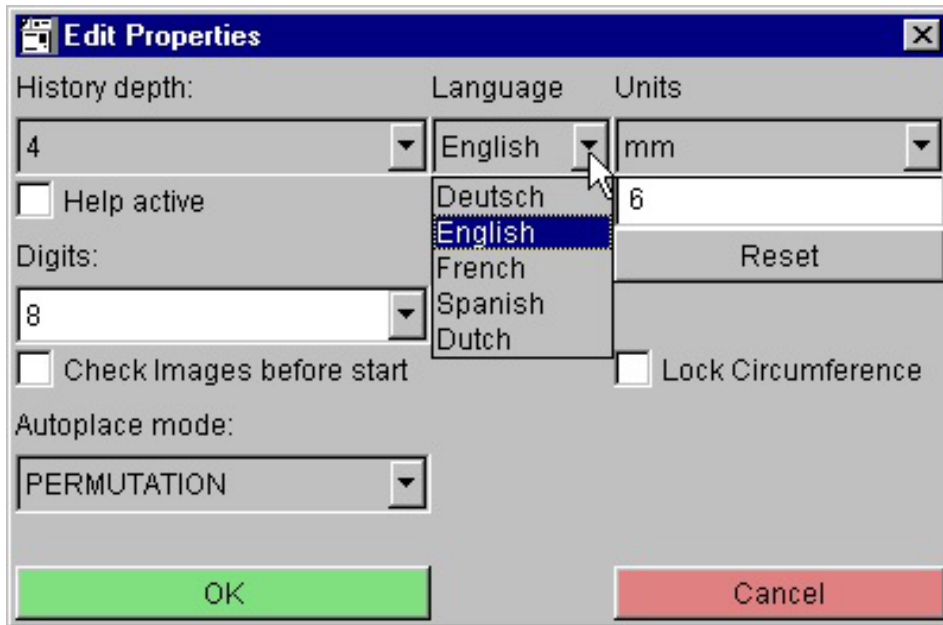 Edit Properties
History depth:
Language
Units
4
English
mm
Help active
Deutsch
English
French
Spanish
Dutch
6
Reset
Digits:
8
Check Images before start
Lock Circumference
Autoplace mode:
PERMUTATION
OK
Cancel